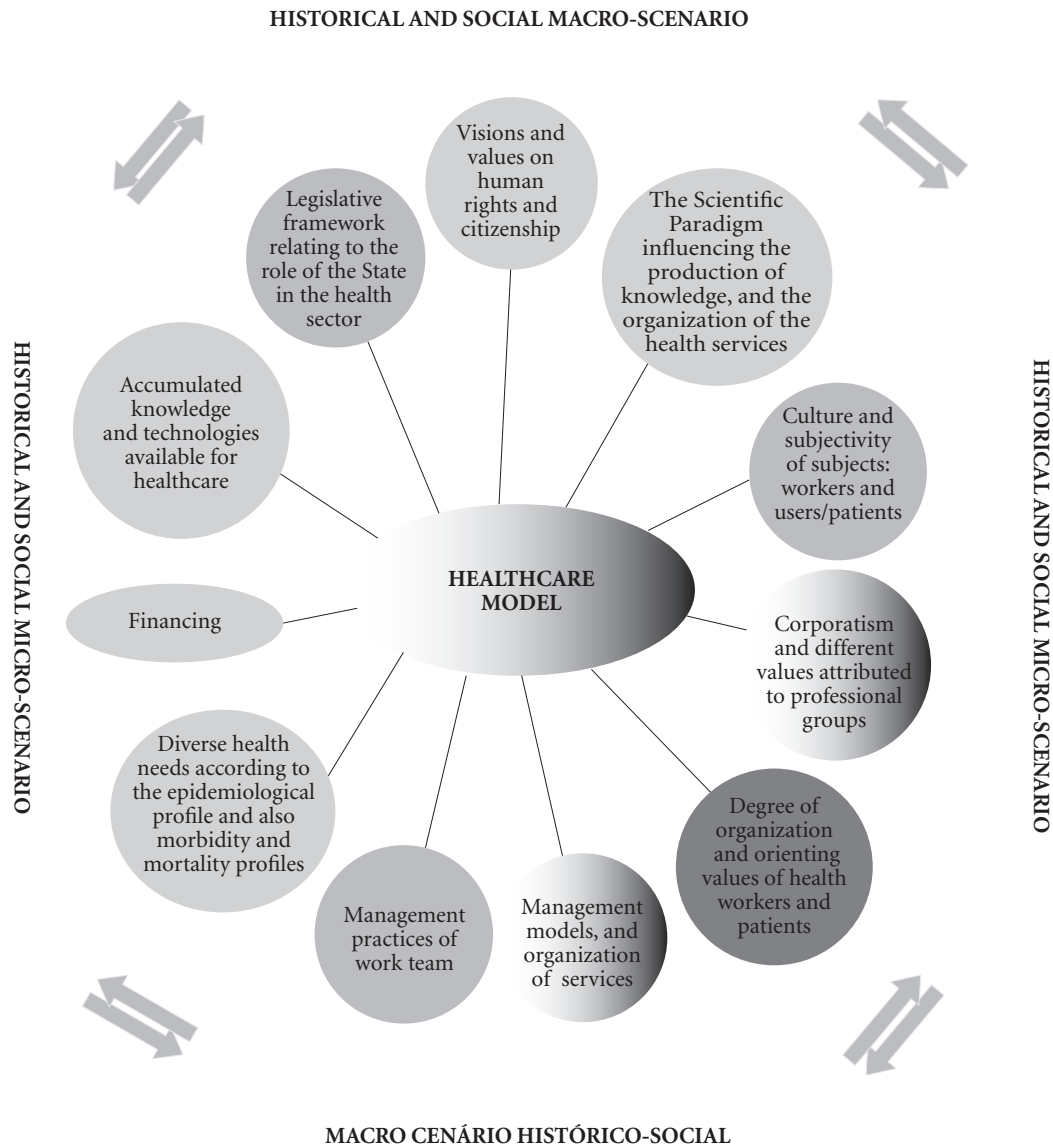 HISTORICAL AND SOCIAL MACRO-SCENARIO
Visions and
values on
human
rights and
citizenship
Legislative
framework
relating to the
role of the State
in the health
sector
The Scientific
Paradigm
influencing the
production of
knowledge, and the
organization of the
health services
Accumulated
knowledge
and technologies
available for
healthcare
Culture and
subjectivity
of subjects:
workers and
users/patients
HISTORICAL AND SOCIAL MICRO-SCENARIO
HISTORICAL AND SOCIAL MICRO-SCENARIO
HEALTHCARE
MODEL
Financing
Corporatism
and different
values attributed
to professional
groups
Diverse health
needs according to
the epidemiological
profile and also
morbidity and
mortality profiles
Degree of
organization
and orienting
values of health
workers and
patients
Management
practices of
work team
Management
models, and
organization
of services
MACRO CENÁRIO HISTÓRICO-SOCIAL